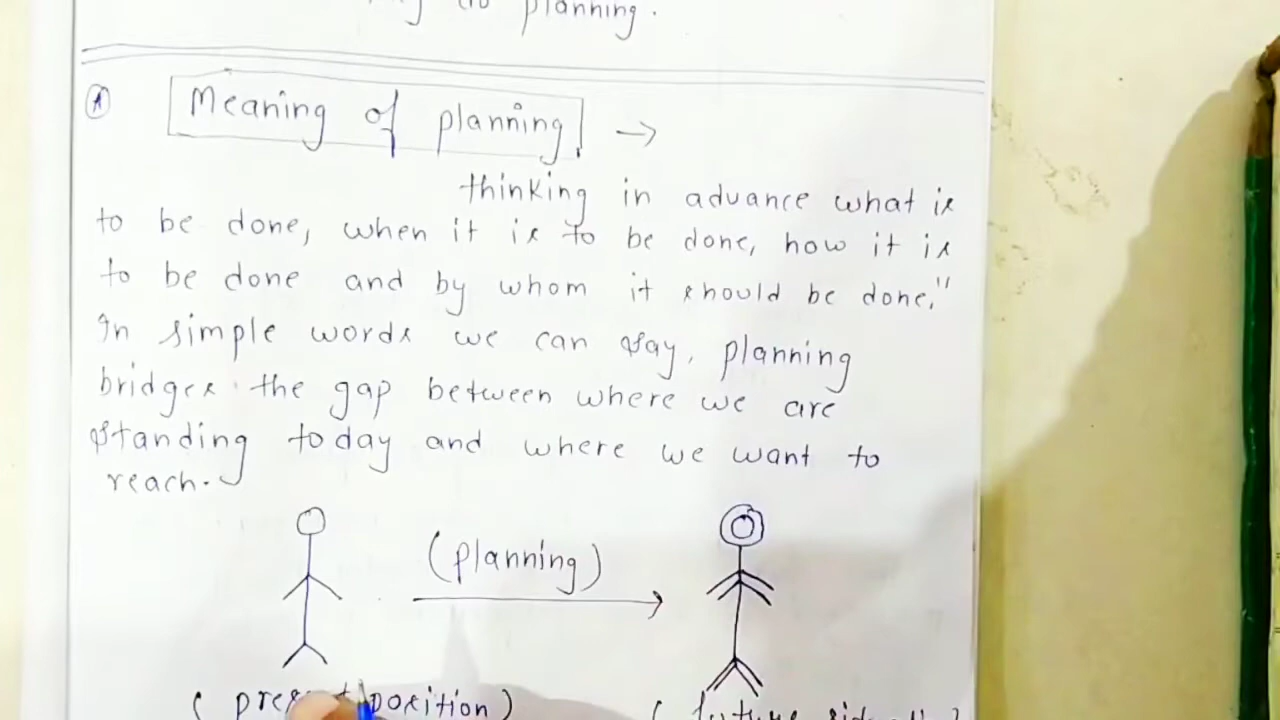 to planning.
Meaning of planning →
thinking in advance what is
to be done, when it is to be done, how it is
to be done and by whom it should be done."
In simple words we can say, planning
bridges the gap between where we are
standing today and where we want to
reach.
(planning)
( position ) (